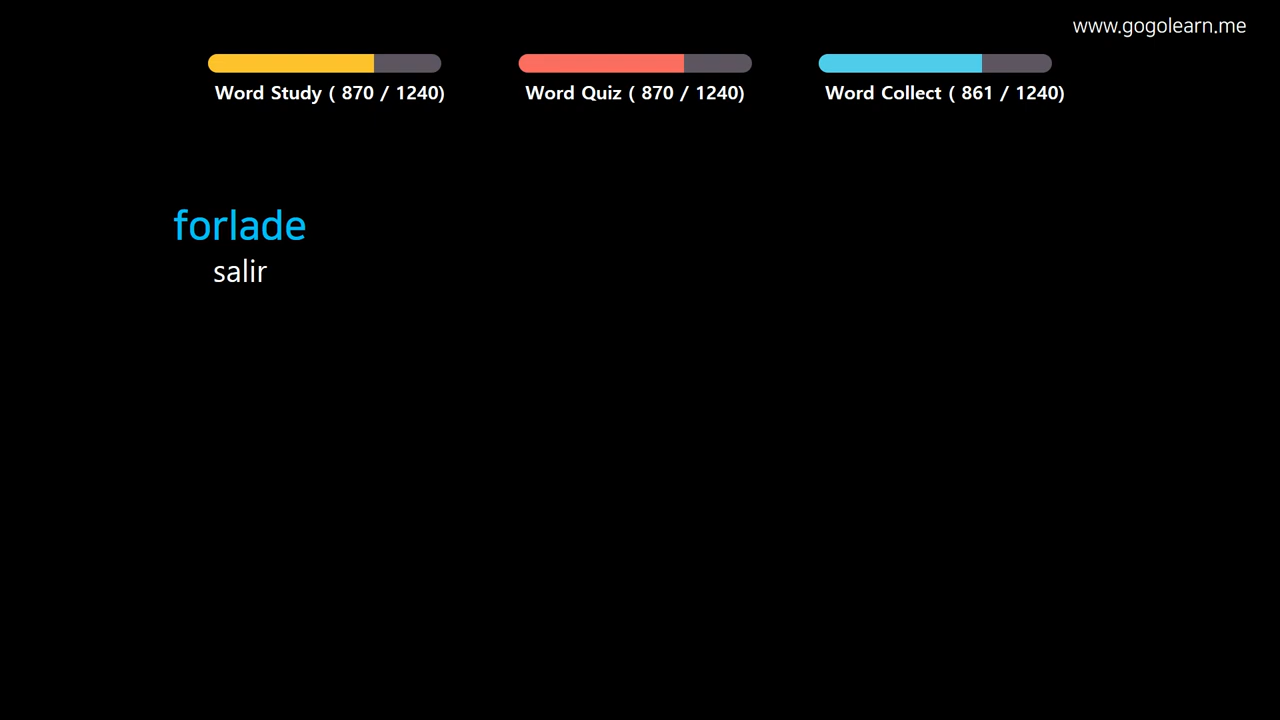 www.gogolearn.me
Word Study ( 870 / 1240)
Word Quiz ( 870 / 1240)
Word Collect ( 861 / 1240)
forlade
salir